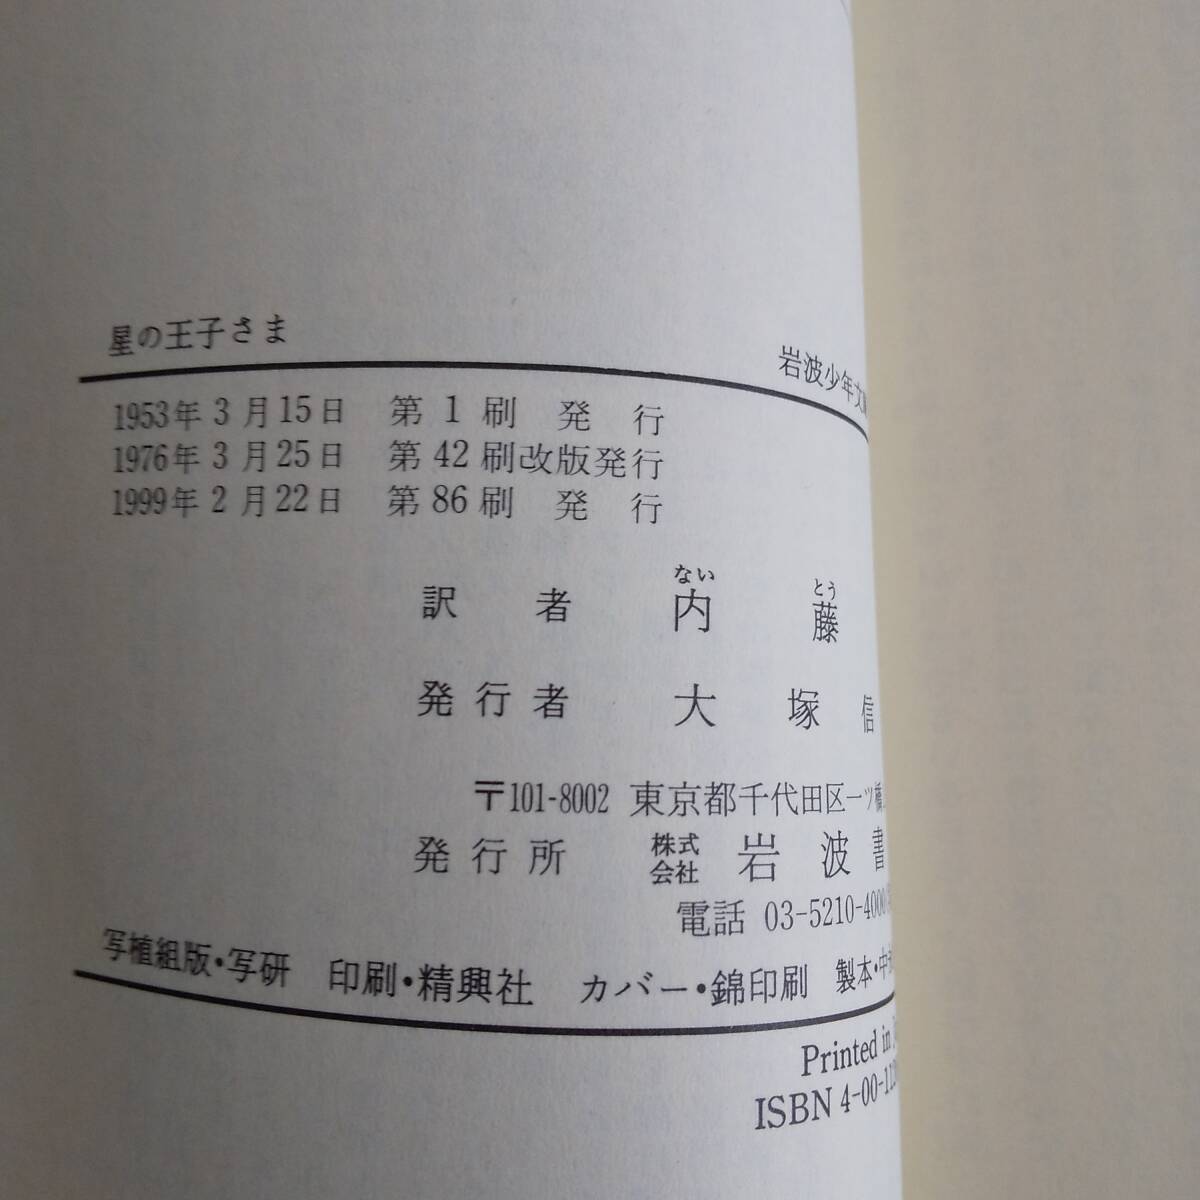 星の王子さま
岩波少年文庫
1953年3月15日 第1刷発行
1976年3月25日 第42刷改版発行
1999年2月22日 第86刷発行
ない とう
訳者 内藤
発行者 大塚信
〒101-8002 東京都千代田区一ツ橋
発行所 株式会社 岩波書
電話 03-5210-4000
写植組版・写研 印刷・精興社 カバー・錦印刷 製本・中
Printed in
ISBN 4-00-11